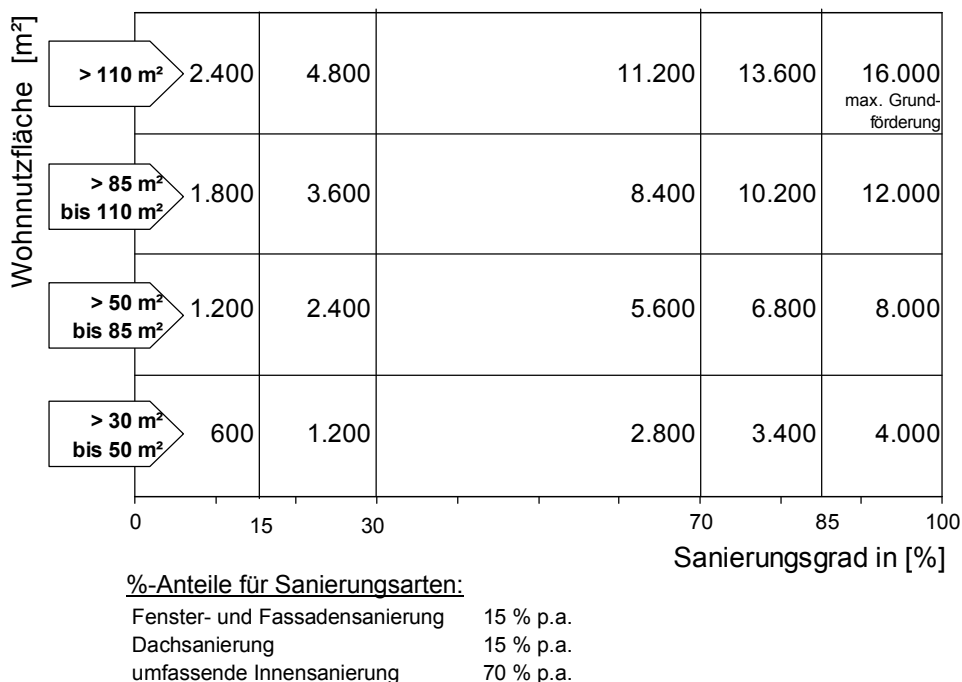 Wohnnutzfläche [m²]
> 110 m² 2.400 4.800 11.200 13.600 16.000
max. Grund-
förderung
> 85 m²
bis 110 m² 1.800 3.600 8.400 10.200 12.000
> 50 m²
bis 85 m² 1.200 2.400 5.600 6.800 8.000
> 30 m²
bis 50 m² 600 1.200 2.800 3.400 4.000
0 15 30 70 85 100
Sanierungsgrad in [%]
%-Anteile für Sanierungsarten:
Fenster- und Fassadensanierung 15 % p.a.
Dachsanierung 15 % p.a.
umfassende Innensanierung 70 % p.a.